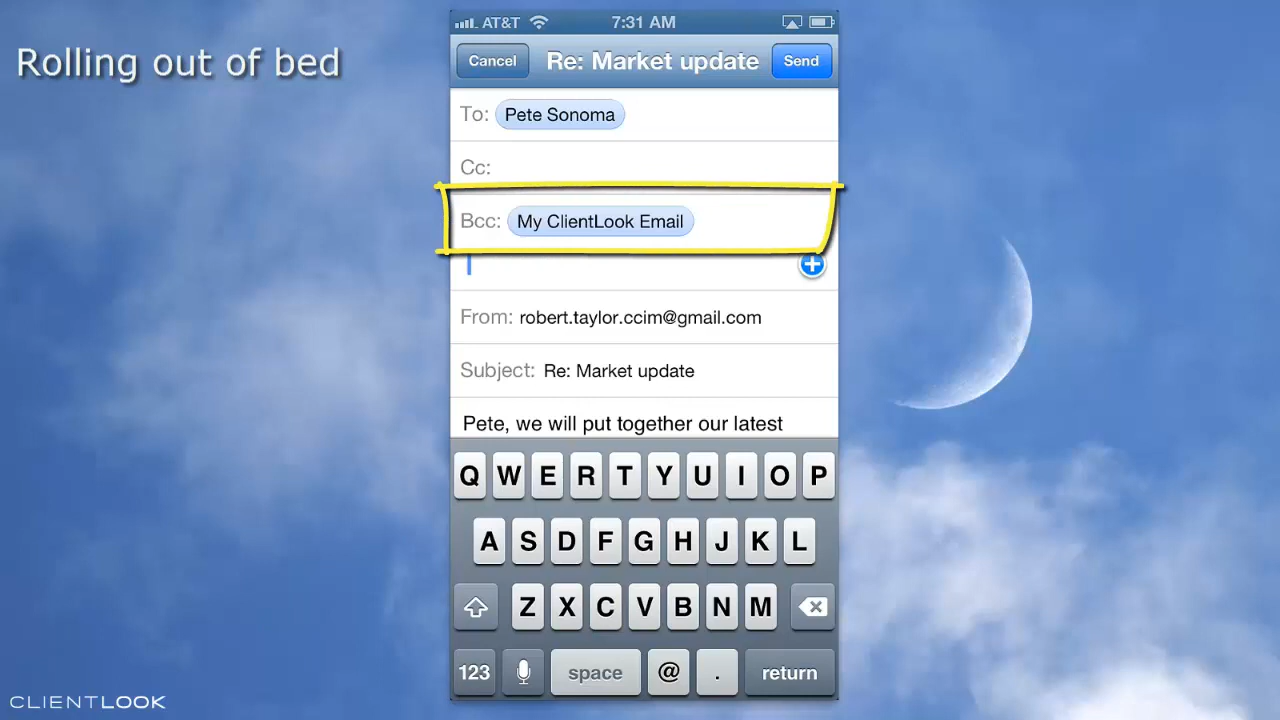 Rolling out of bed
AT&T 7:31 AM
Cancel Re: Market update Send
To: Pete Sonoma
Cc:
Bcc: My ClientLook Email
From: robert.taylor.ccim@gmail.com
Subject: Re: Market update
Pete, we will put together our latest
Q W E R T Y U I O P
A S D F G H J K L
Z X C V B N M
123 space @ . return
CLIENTLOOK